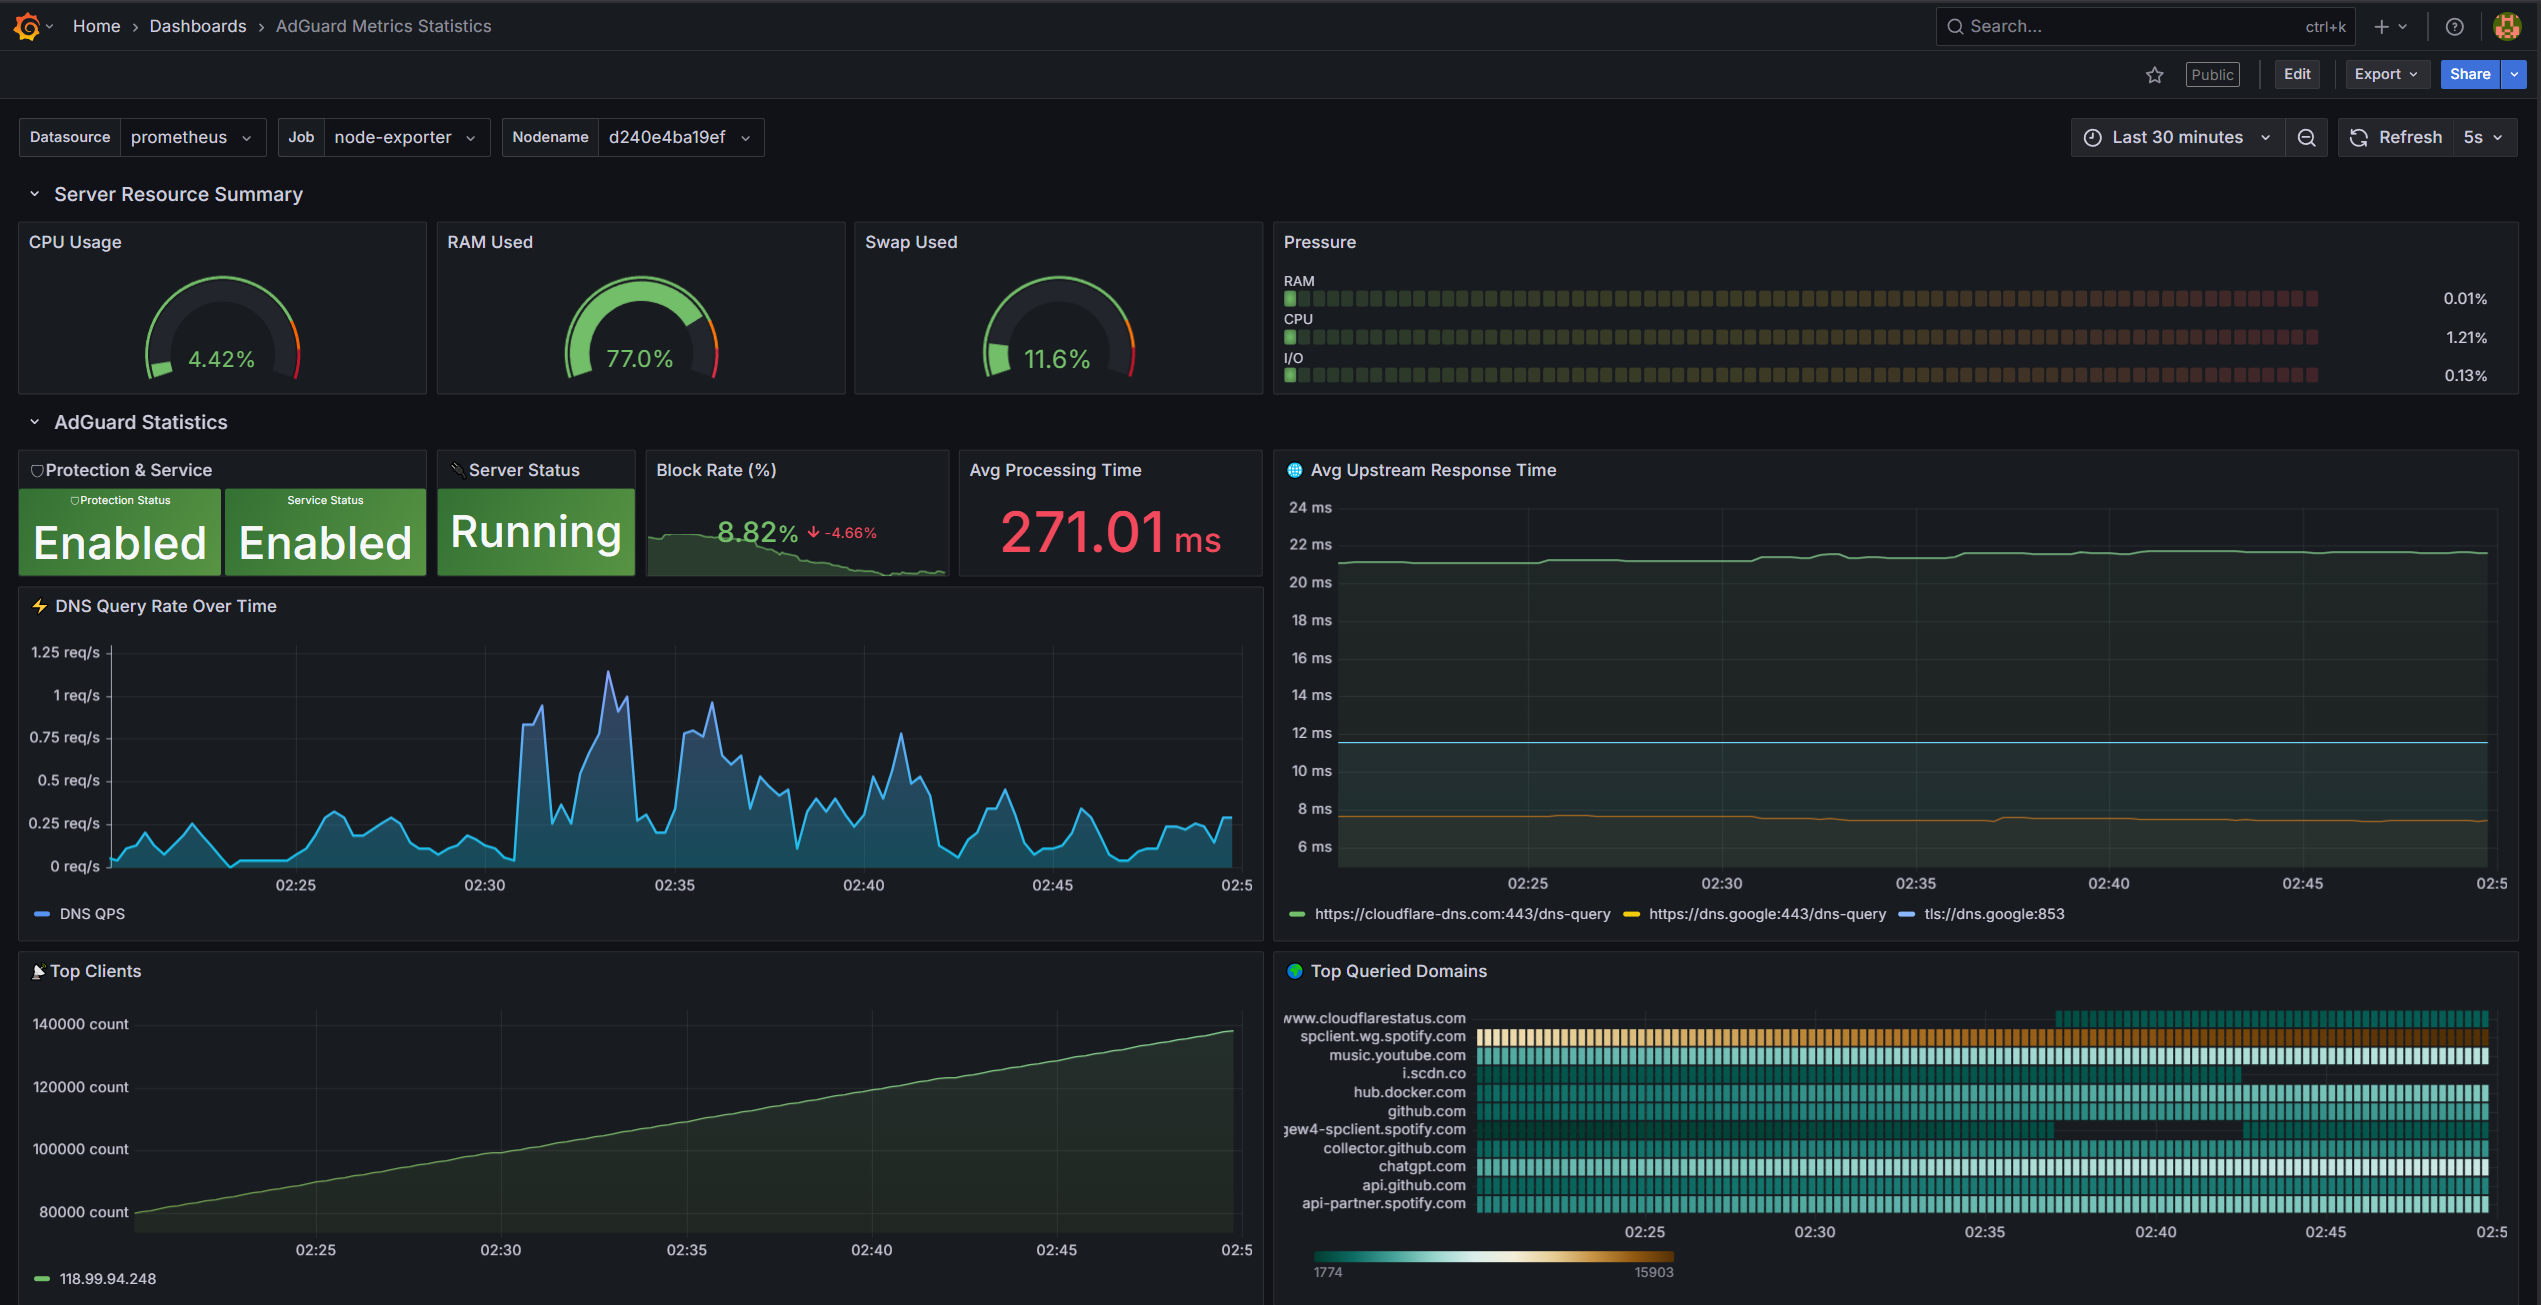 Home › Dashboards › AdGuard Metrics Statistics
Search... ctrl+k
Public Edit Export Share
Datasource prometheus Job node-exporter Nodename d240e4ba19ef Last 30 minutes Refresh 5s
Server Resource Summary
CPU Usage
4.42%
RAM Used
77.0%
Swap Used
11.6%
Pressure
RAM
0.01%
CPU
1.21%
I/O
0.13%
AdGuard Statistics
Protection & Service
Protection Status
Enabled
Service Status
Enabled
Server Status
Running
Block Rate (%)
8.82% -4.66%
Avg Processing Time
271.01 ms
Avg Upstream Response Time
24 ms
22 ms
20 ms
18 ms
16 ms
14 ms
12 ms
10 ms
8 ms
6 ms
02:25 02:30 02:35 02:40 02:45 02:5
https://cloudflare-dns.com:443/dns-query https://dns.google:443/dns-query tls://dns.google:853
DNS Query Rate Over Time
1.25 req/s
1 req/s
0.75 req/s
0.5 req/s
0.25 req/s
0 req/s
02:25 02:30 02:35 02:40 02:45 02:5
DNS QPS
Top Clients
140000 count
120000 count
100000 count
80000 count
02:25 02:30 02:35 02:40 02:45 02:5
118.99.94.248
Top Queried Domains
www.cloudflarestatus.com
spclient.wg.spotify.com
music.youtube.com
i.scdn.co
hub.docker.com
github.com
gew4-spclient.spotify.com
collector.github.com
chatgpt.com
api.github.com
api-partner.spotify.com
02:25 02:30 02:35 02:40 02:45 02:5
1774 15903